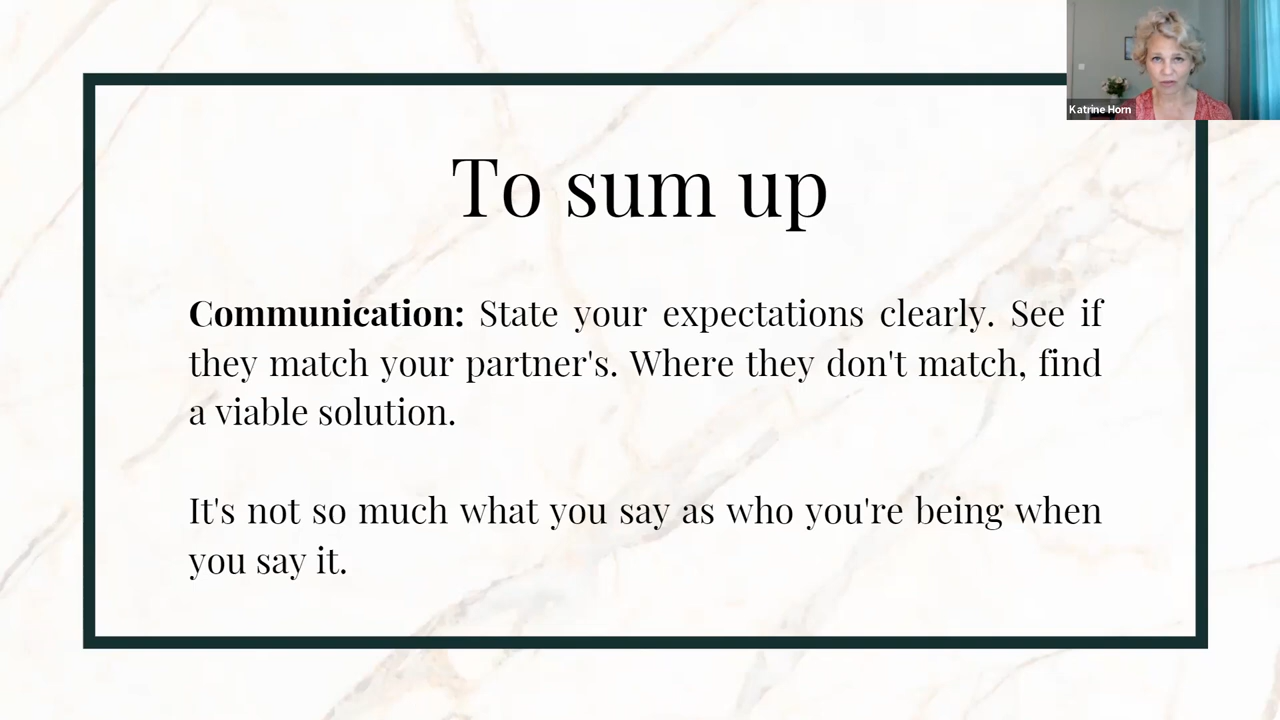 Katrine Horn
To sum up
Communication: State your expectations clearly. See if
they match your partner's. Where they don't match, find
a viable solution.
It's not so much what you say as who you're being when
you say it.